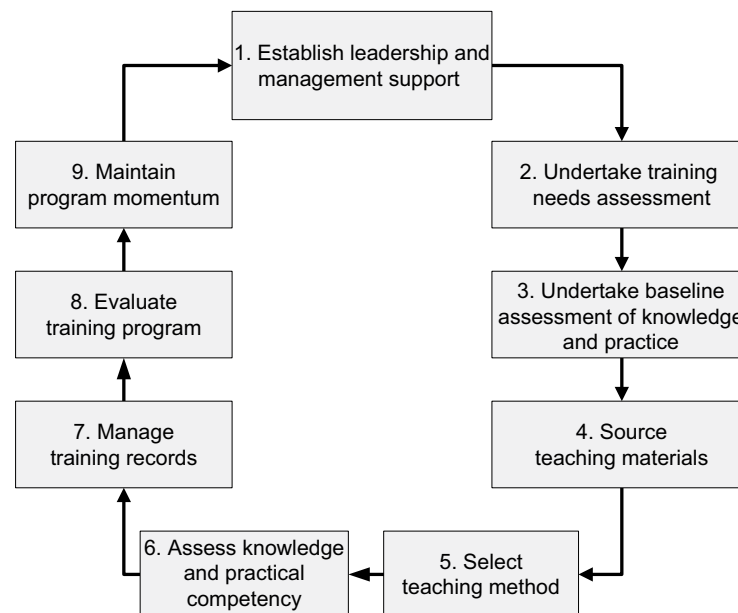 1. Establish leadership and
management support
2. Undertake training
needs assessment
3. Undertake baseline
assessment of knowledge
and practice
4. Source
teaching materials
5. Select
teaching method
6. Assess knowledge
and practical
competency
7. Manage
training records
8. Evaluate
training program
9. Maintain
program momentum